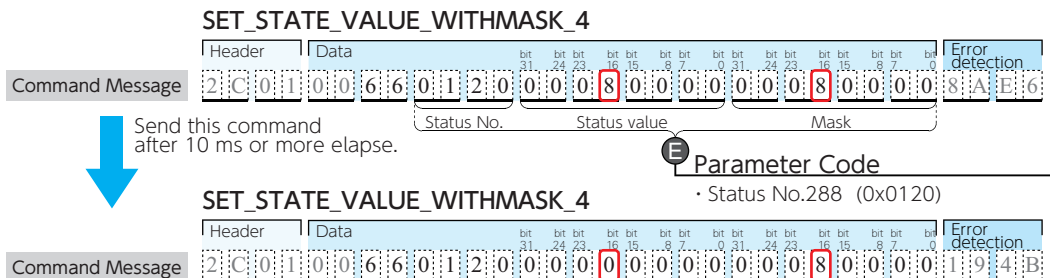 SET_STATE_VALUE_WITHMASK_4
Header Data Error detection
bit 31 bit 24 bit 23 bit 16 bit 15 bit 8 bit 7 bit 0 bit 31 bit 24 bit 23 bit 16 bit 15 bit 8 bit 7 bit 0
Command Message 2 C 0 1 0 0 6 6 0 1 2 0 0 0 0 8 0 0 0 0 0 0 0 8 0 0 0 0 8 A E 6
Status No. Status value Mask
Send this command
after 10 ms or more elapse.
E Parameter Code
・Status No.288 (0x0120)
SET_STATE_VALUE_WITHMASK_4
Header Data Error detection
bit 31 bit 24 bit 23 bit 16 bit 15 bit 8 bit 7 bit 0 bit 31 bit 24 bit 23 bit 16 bit 15 bit 8 bit 7 bit 0
Command Message 2 C 0 1 0 0 6 6 0 1 2 0 0 0 0 0 0 0 0 0 0 0 0 8 0 0 0 0 1 9 4 B